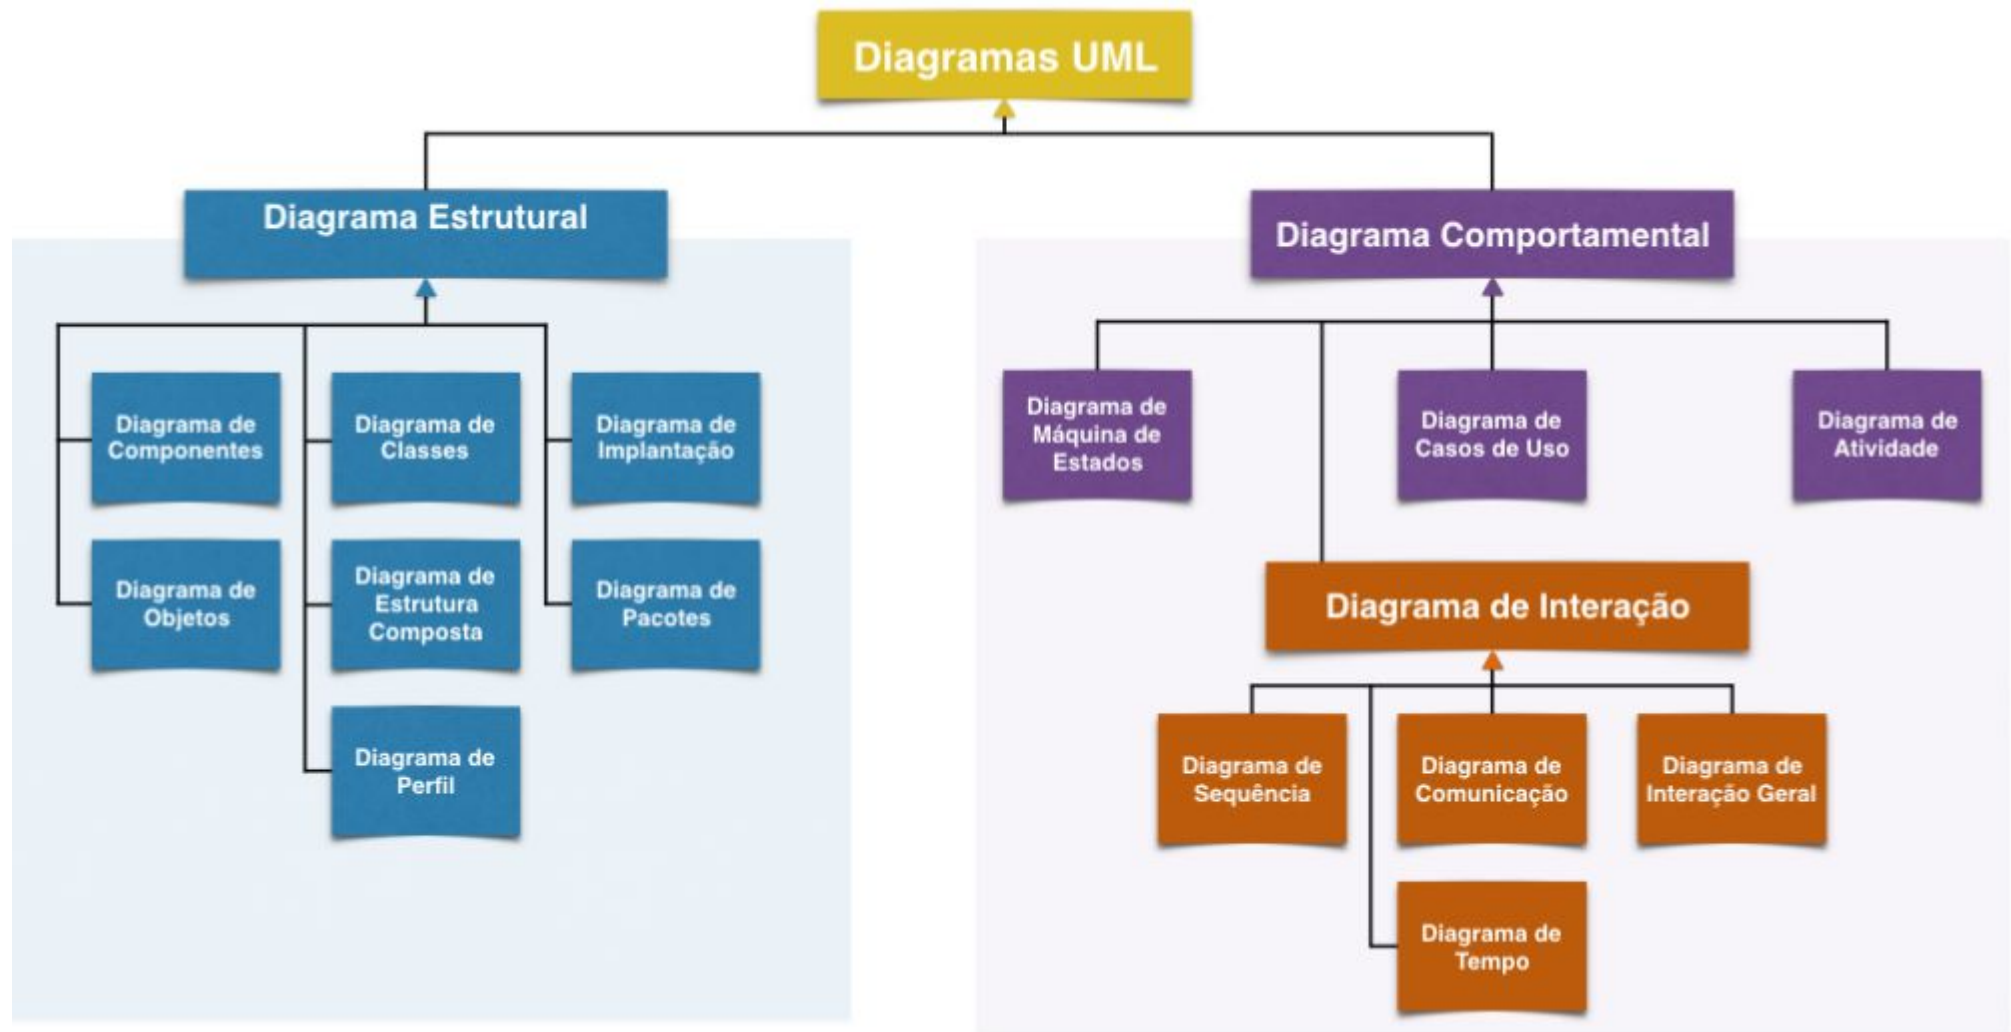 Diagramas UML
Diagrama Estrutural
Diagrama de
Componentes
Diagrama de
Classes
Diagrama de
Implantação
Diagrama de
Objetos
Diagrama de
Estrutura
Composta
Diagrama de
Pacotes
Diagrama de
Perfil
Diagrama Comportamental
Diagrama de
Máquina de
Estados
Diagrama de
Casos de Uso
Diagrama de
Atividade
Diagrama de Interação
Diagrama de
Sequência
Diagrama de
Comunicação
Diagrama de
Interação Geral
Diagrama de
Tempo